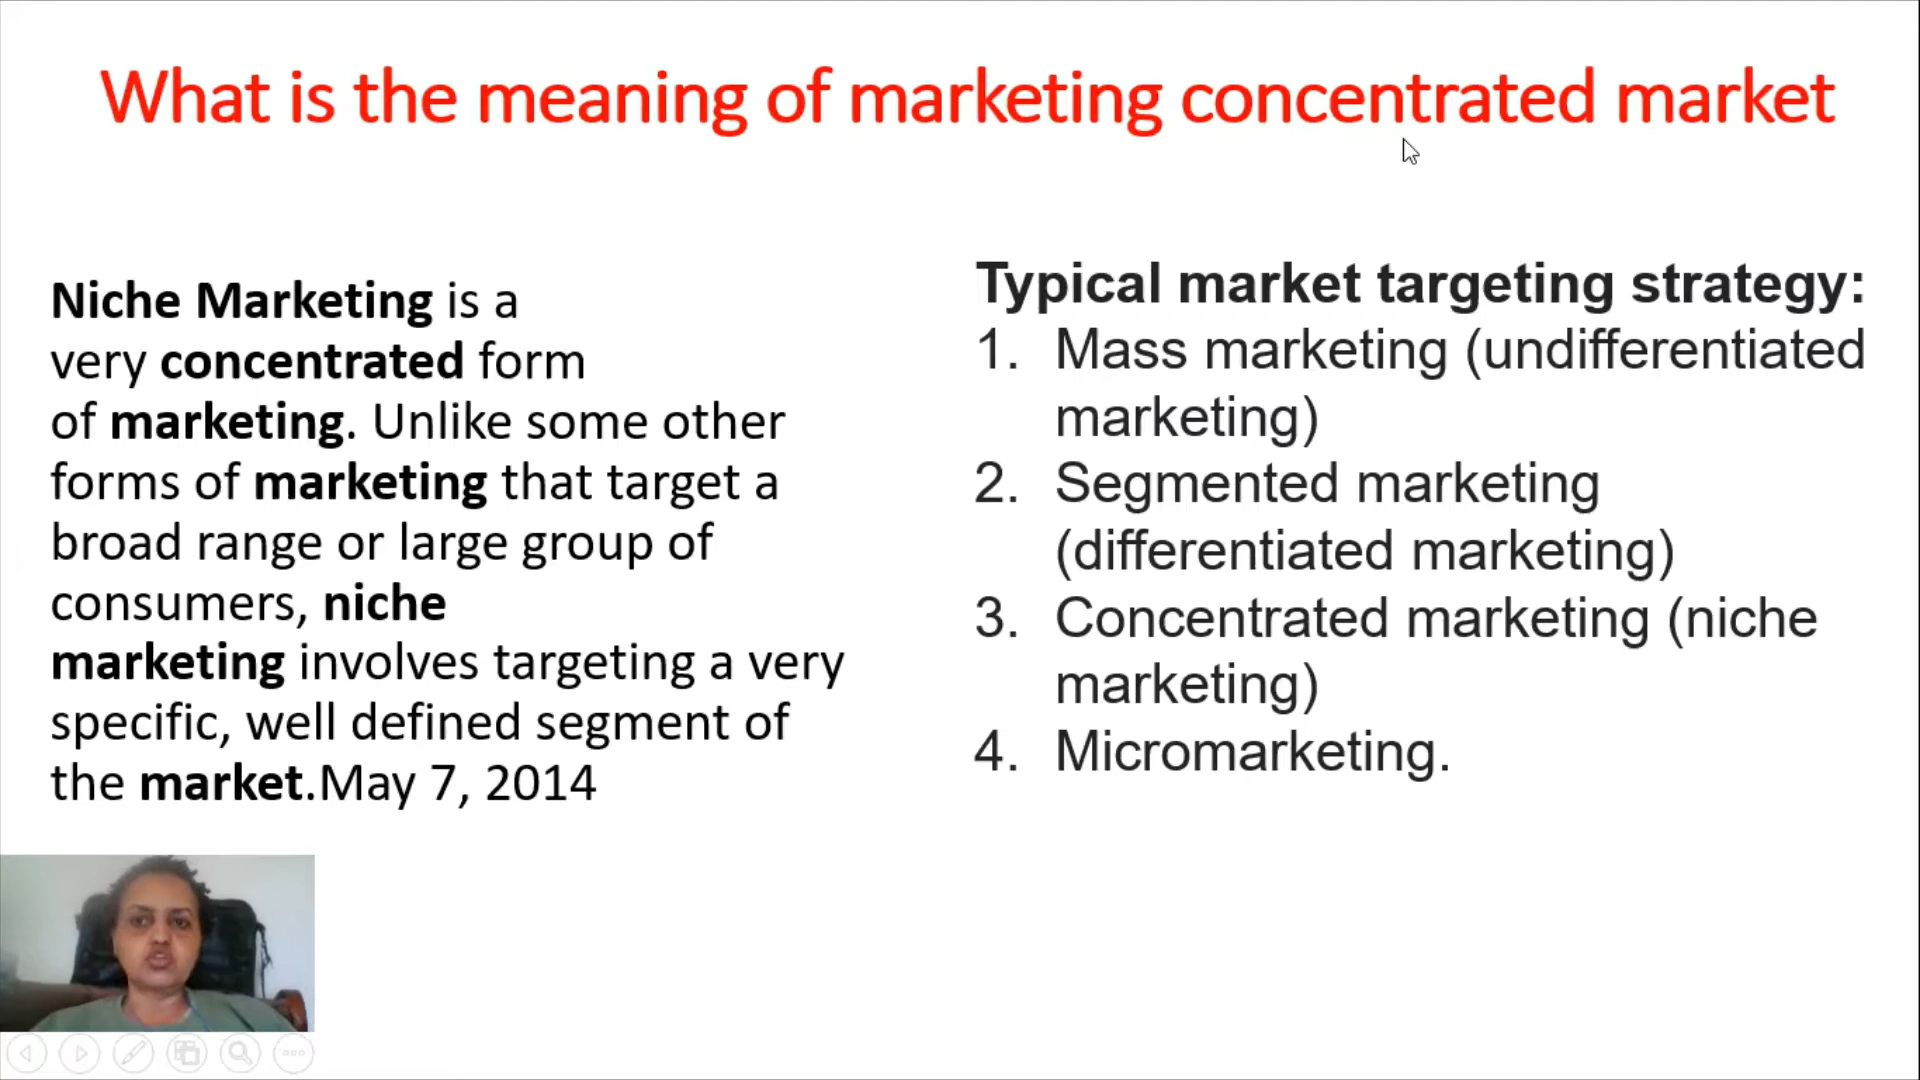 What is the meaning of marketing concentrated market
Niche Marketing is a
very concentrated form
of marketing. Unlike some other
forms of marketing that target a
broad range or large group of
consumers, niche
marketing involves targeting a very
specific, well defined segment of
the market.May 7, 2014
Typical market targeting strategy:
1. Mass marketing (undifferentiated
marketing)
2. Segmented marketing
(differentiated marketing)
3. Concentrated marketing (niche
marketing)
4. Micromarketing.